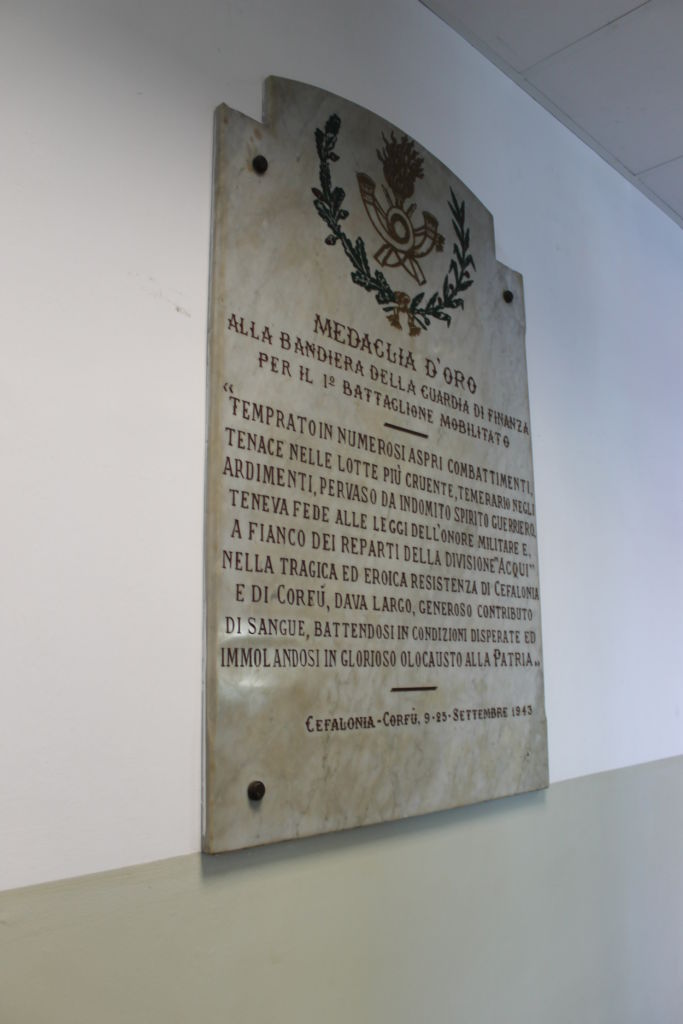 MEDAGLIA D'ORO
ALLA BANDIERA DELLA GUARDIA DI FINANZA
PER IL 1º BATTAGLIONE MOBILITATO
“TEMPRATO IN NUMEROSI ASPRI COMBATTIMENTI,
TENACE NELLE LOTTE PIÙ CRUENTE, TEMERARIO NEGLI
ARDIMENTI, PERVASO DA INDOMITO SPIRITO GUERRIERO,
TENEVA FEDE ALLE LEGGI DELL'ONORE MILITARE E,
A FIANCO DEI REPARTI DELLA DIVISIONE "ACQUI"
NELLA TRAGICA ED EROICA RESISTENZA DI CEFALONIA
E DI CORFÙ, DAVA LARGO, GENEROSO CONTRIBUTO
DI SANGUE, BATTENDOSI IN CONDIZIONI DISPERATE ED
IMMOLANDOSI IN GLORIOSO OLOCAUSTO ALLA PATRIA„
CEFALONIA-CORFÙ, 9-25-SETTEMBRE 1943